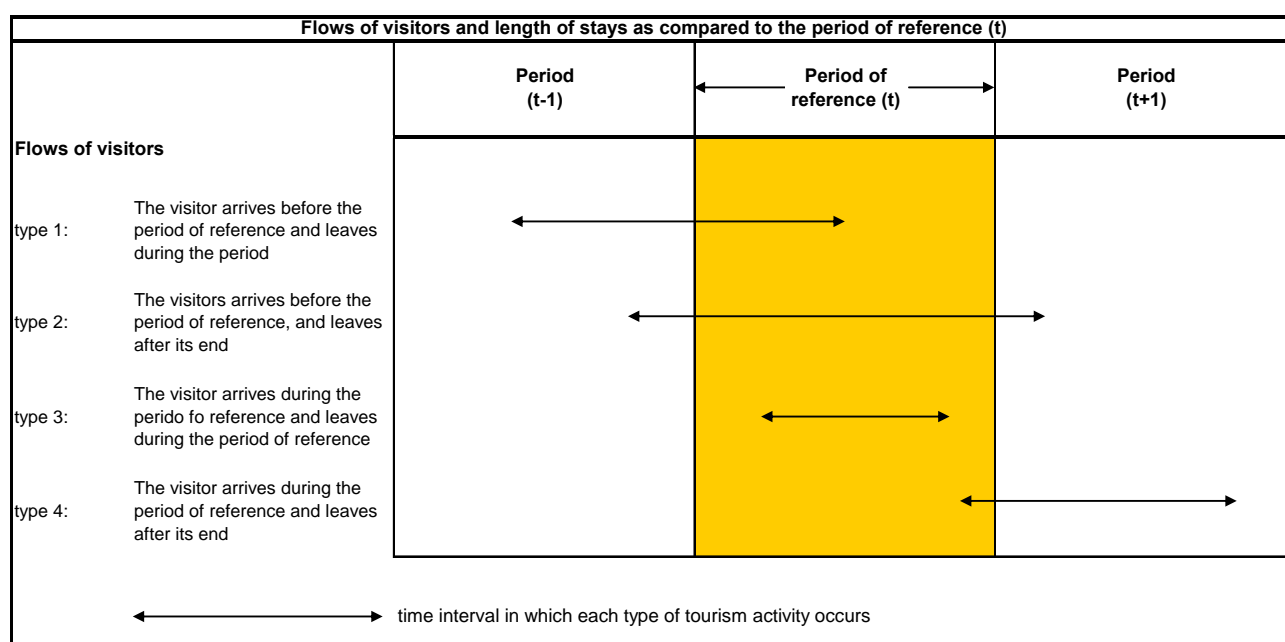 Flows of visitors and length of stays as compared to the period of reference (t)
Period
(t-1)
Period of
reference (t)
Period
(t+1)
Flows of visitors
type 1:
The visitor arrives before the
period of reference and leaves
during the period
type 2:
The visitors arrives before the
period of reference, and leaves
after its end
type 3:
The visitor arrives during the
perido fo reference and leaves
during the period of reference
type 4:
The visitor arrives during the
period of reference and leaves
after its end
time interval in which each type of tourism activity occurs